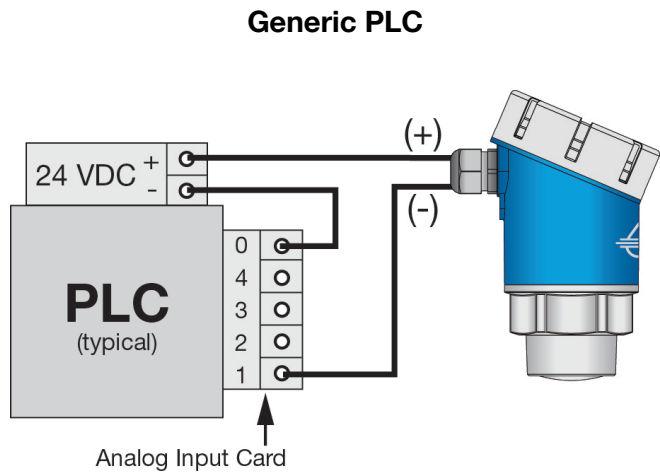 Generic PLC
24 VDC + -
(+)
(-)
0
4
3
2
1
PLC
(typical)
Analog Input Card